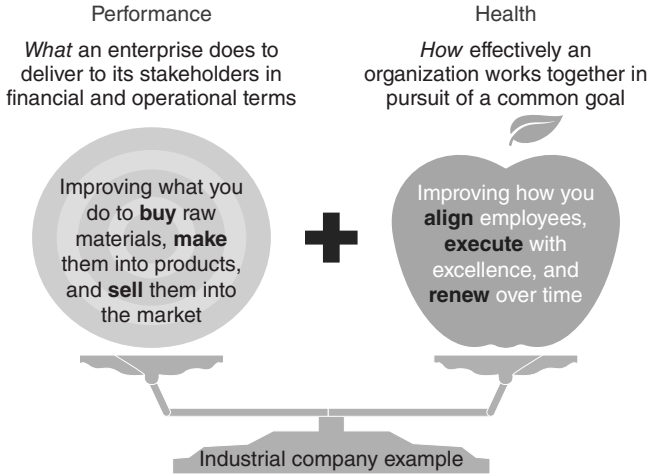 Performance
What an enterprise does to
deliver to its stakeholders in
financial and operational terms
Improving what you
do to buy raw
materials, make
them into products,
and sell them into
the market
Health
How effectively an
organization works together in
pursuit of a common goal
Improving how you
align employees,
execute with
excellence, and
renew over time
Industrial company example